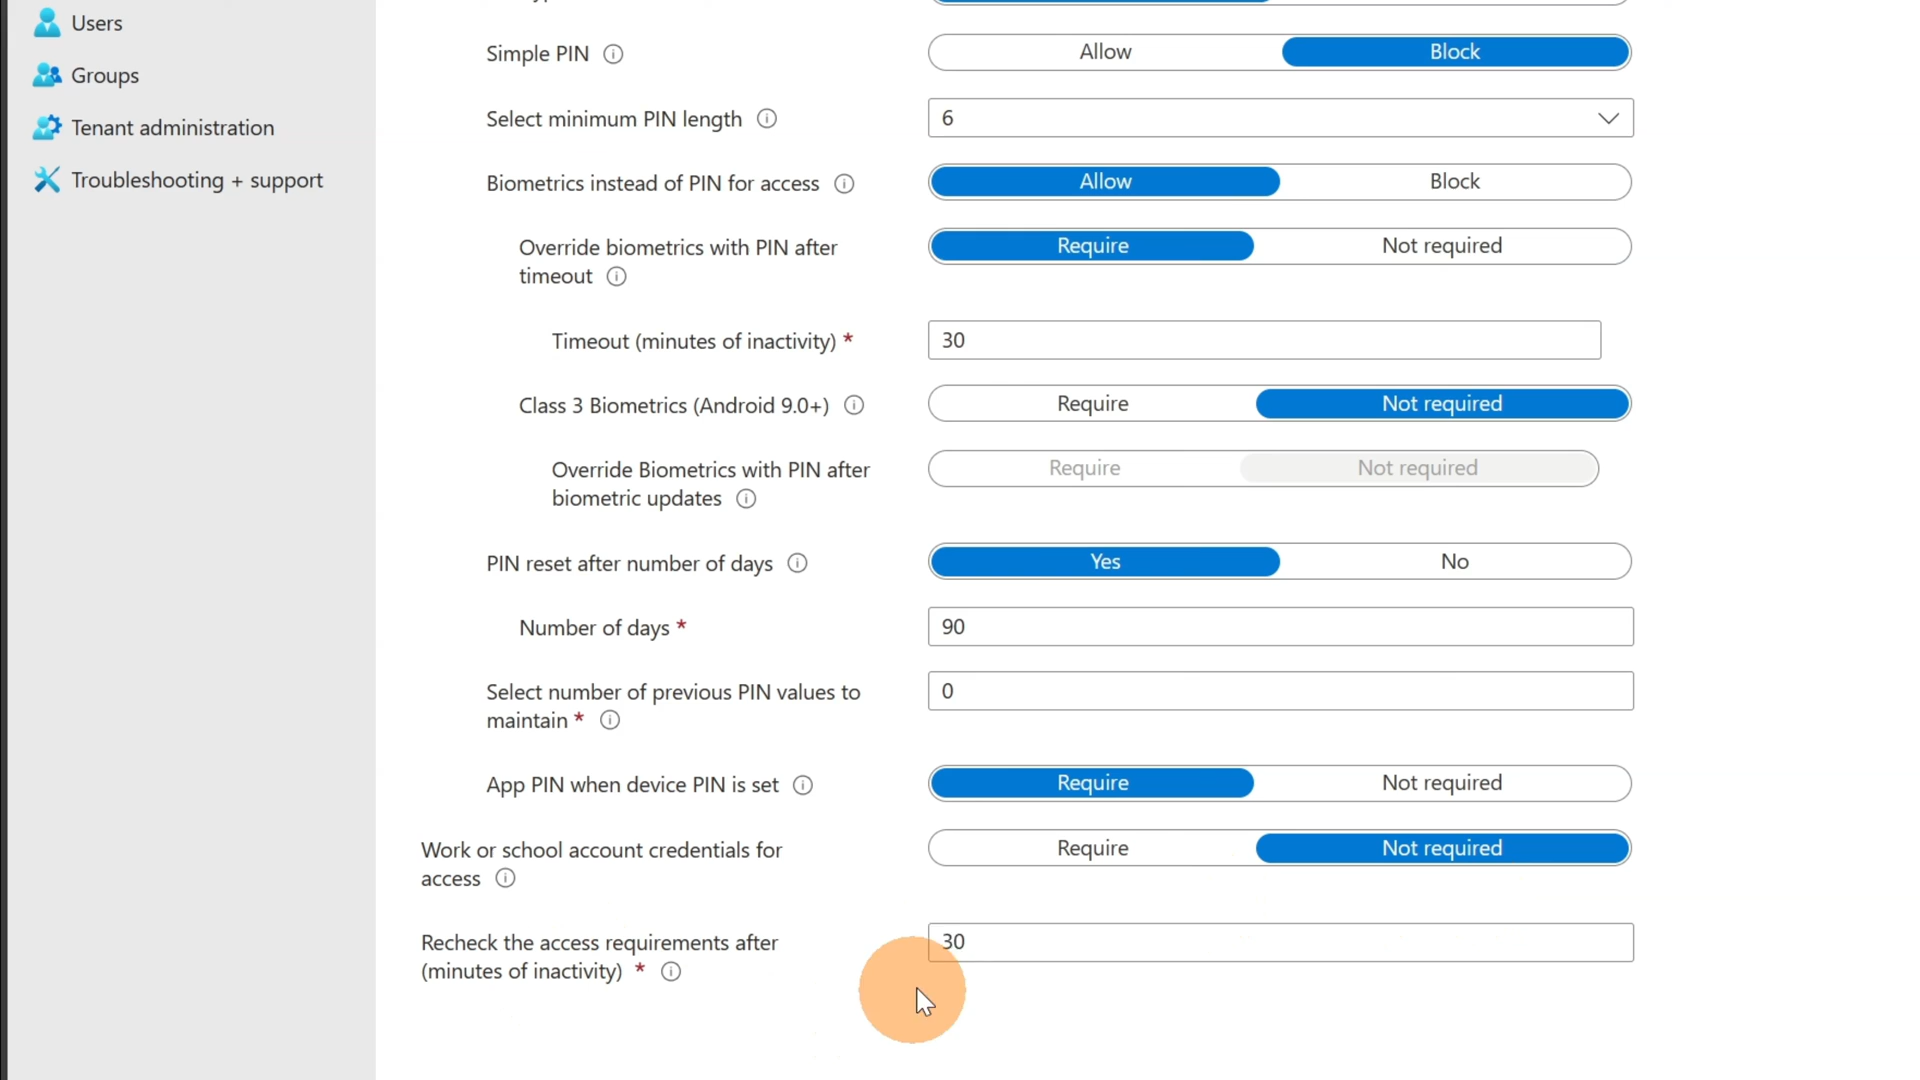 Users
Groups
Tenant administration
Troubleshooting + support
Simple PIN
Allow
Block
Select minimum PIN length
6
Biometrics instead of PIN for access
Allow
Block
Override biometrics with PIN after
timeout
Require
Not required
Timeout (minutes of inactivity) *
30
Class 3 Biometrics (Android 9.0+)
Require
Not required
Override Biometrics with PIN after
biometric updates
Require
Not required
PIN reset after number of days
Yes
No
Number of days *
90
Select number of previous PIN values to
maintain *
0
App PIN when device PIN is set
Require
Not required
Work or school account credentials for
access
Require
Not required
Recheck the access requirements after
(minutes of inactivity) *
30